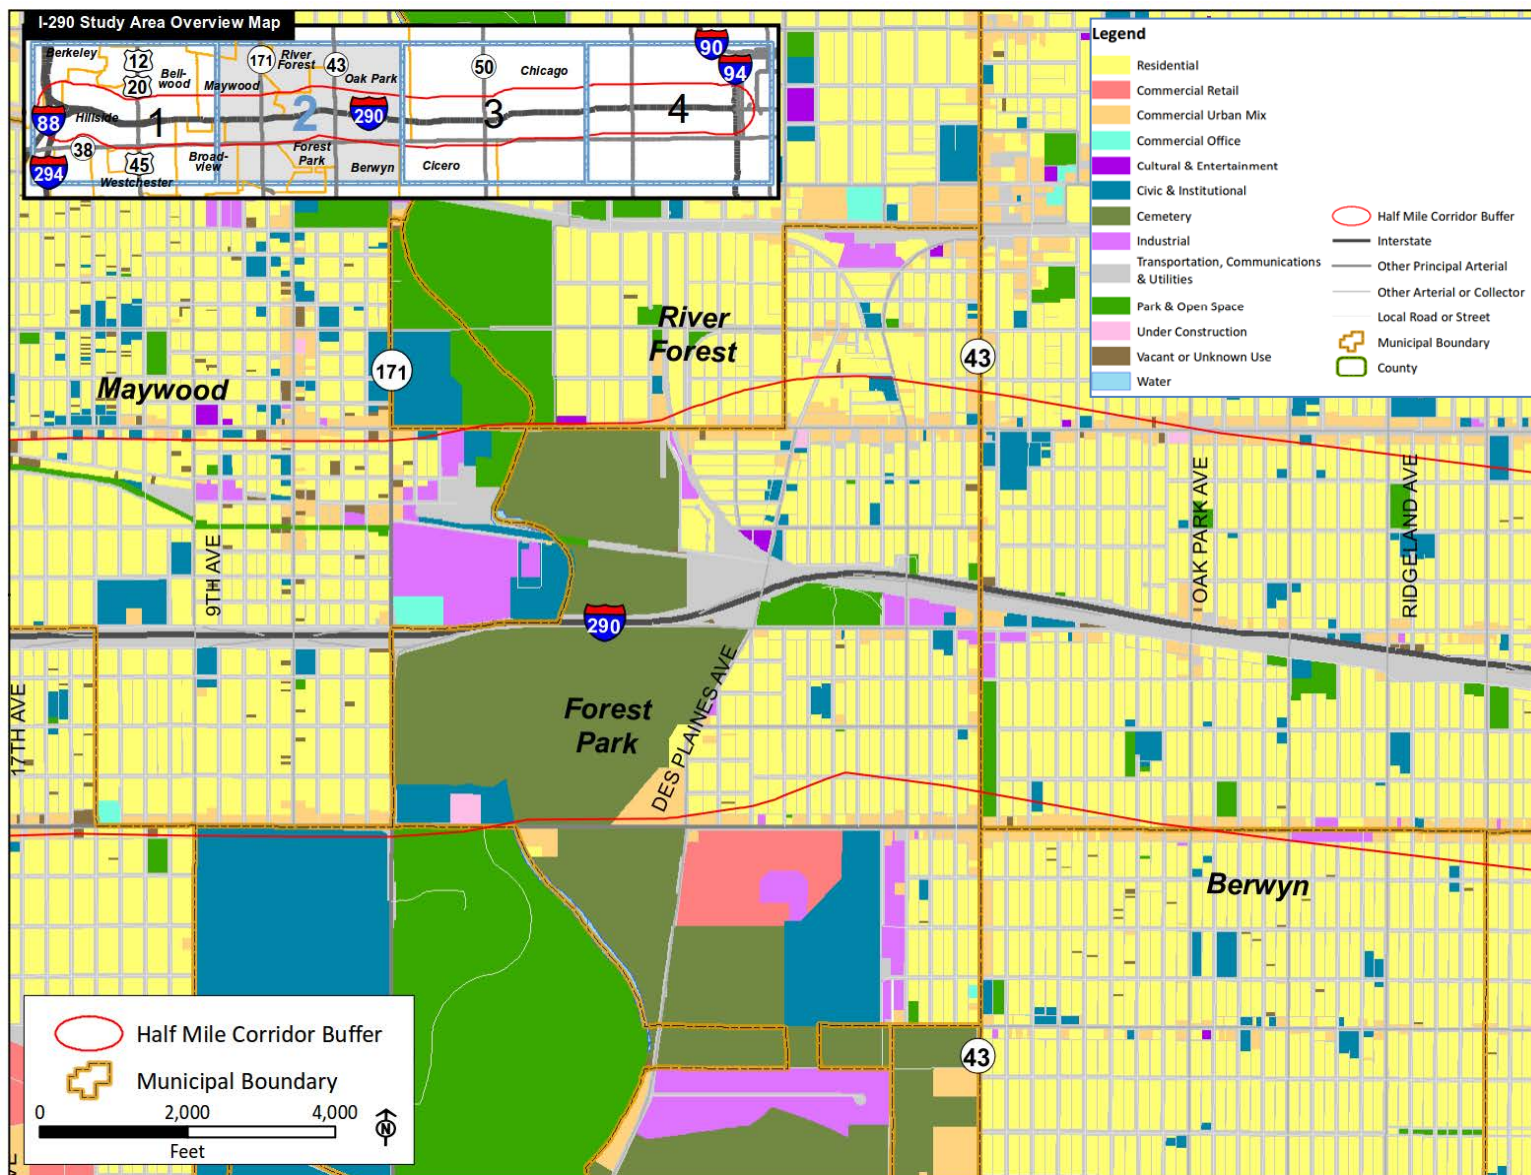 I-290 Study Area Overview Map
Berkeley
12
20
Bell-
wood
Maywood
171
River
Forest
43
Oak Park
50
Chicago
90
94
88
Hillside
1
2
290
3
4
38
294
45
Westchester
Broad-
view
Forest
Park
Berwyn
Cicero
Legend
Residential
Commercial Retail
Commercial Urban Mix
Commercial Office
Cultural & Entertainment
Civic & Institutional
Cemetery
Industrial
Transportation, Communications
& Utilities
Park & Open Space
Under Construction
Vacant or Unknown Use
Water
Half Mile Corridor Buffer
Interstate
Other Principal Arterial
Other Arterial or Collector
Local Road or Street
Municipal Boundary
County
River
Forest
Maywood
171
43
9TH AVE
OAK PARK AVE
RIDGELAND AVE
290
17TH AVE
Forest
Park
DES PLAINES AVE
Berwyn
43
Half Mile Corridor Buffer
Municipal Boundary
0 2,000 4,000
Feet
N